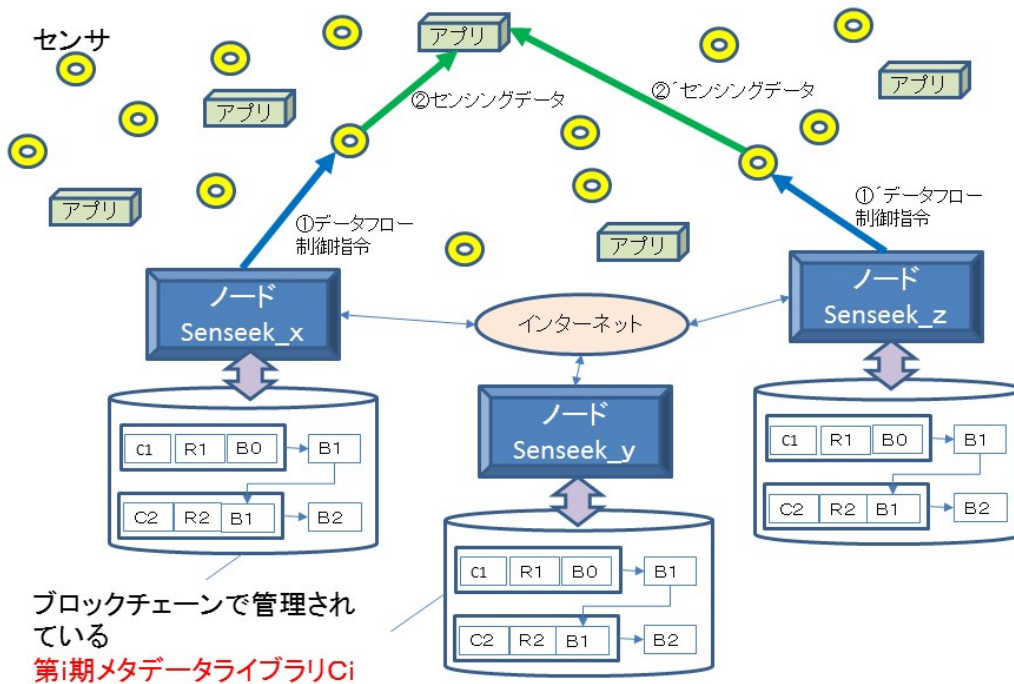 センサ
アプリ
②センシングデータ
②´センシングデータ
アプリ
アプリ
アプリ
①データフロー
制御指令
①´データフロー
制御指令
アプリ
ノード
Senseek_x
インターネット
ノード
Senseek_z
ノード
Senseek_y
C1 R1 B0 B1
C2 R2 B1 B2
C1 R1 B0 B1
C2 R2 B1 B2
C1 R1 B0 B1
C2 R2 B1 B2
ブロックチェーンで管理され
ている
第i期メタデータライブラリCi